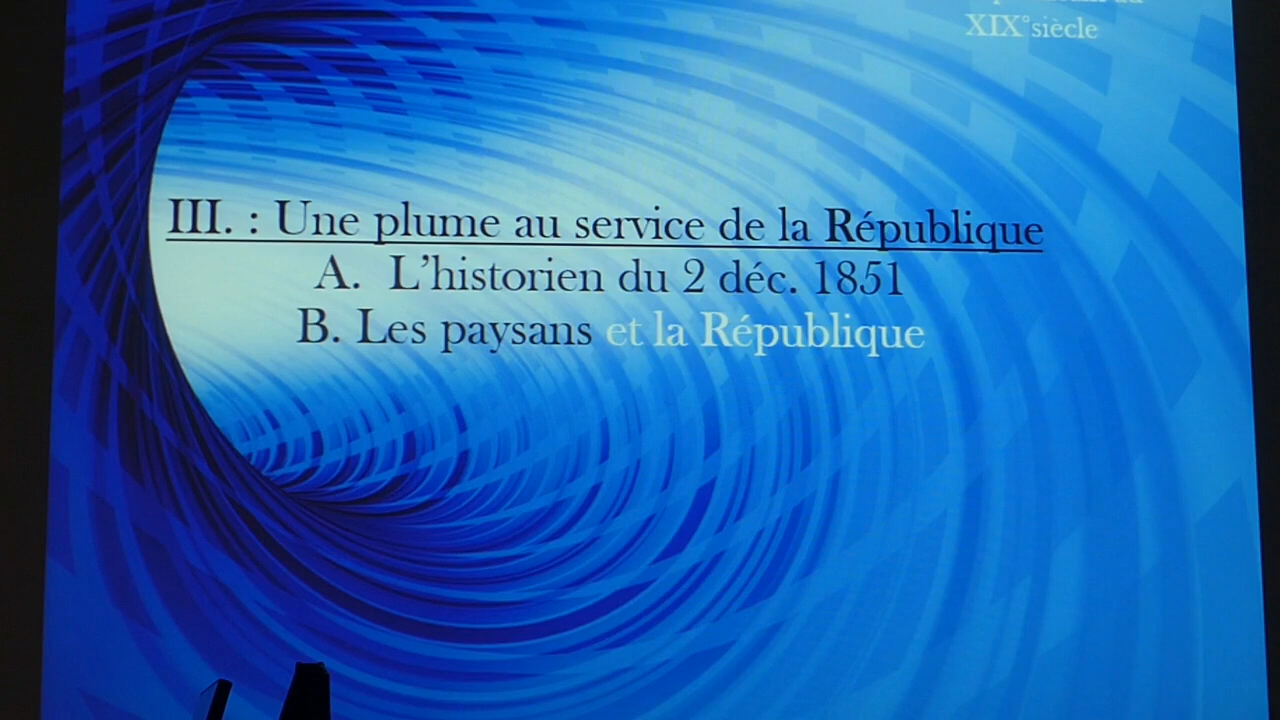 XIX°siècle
III. : Une plume au service de la République
A. L'historien du 2 déc. 1851
B. Les paysans et la République